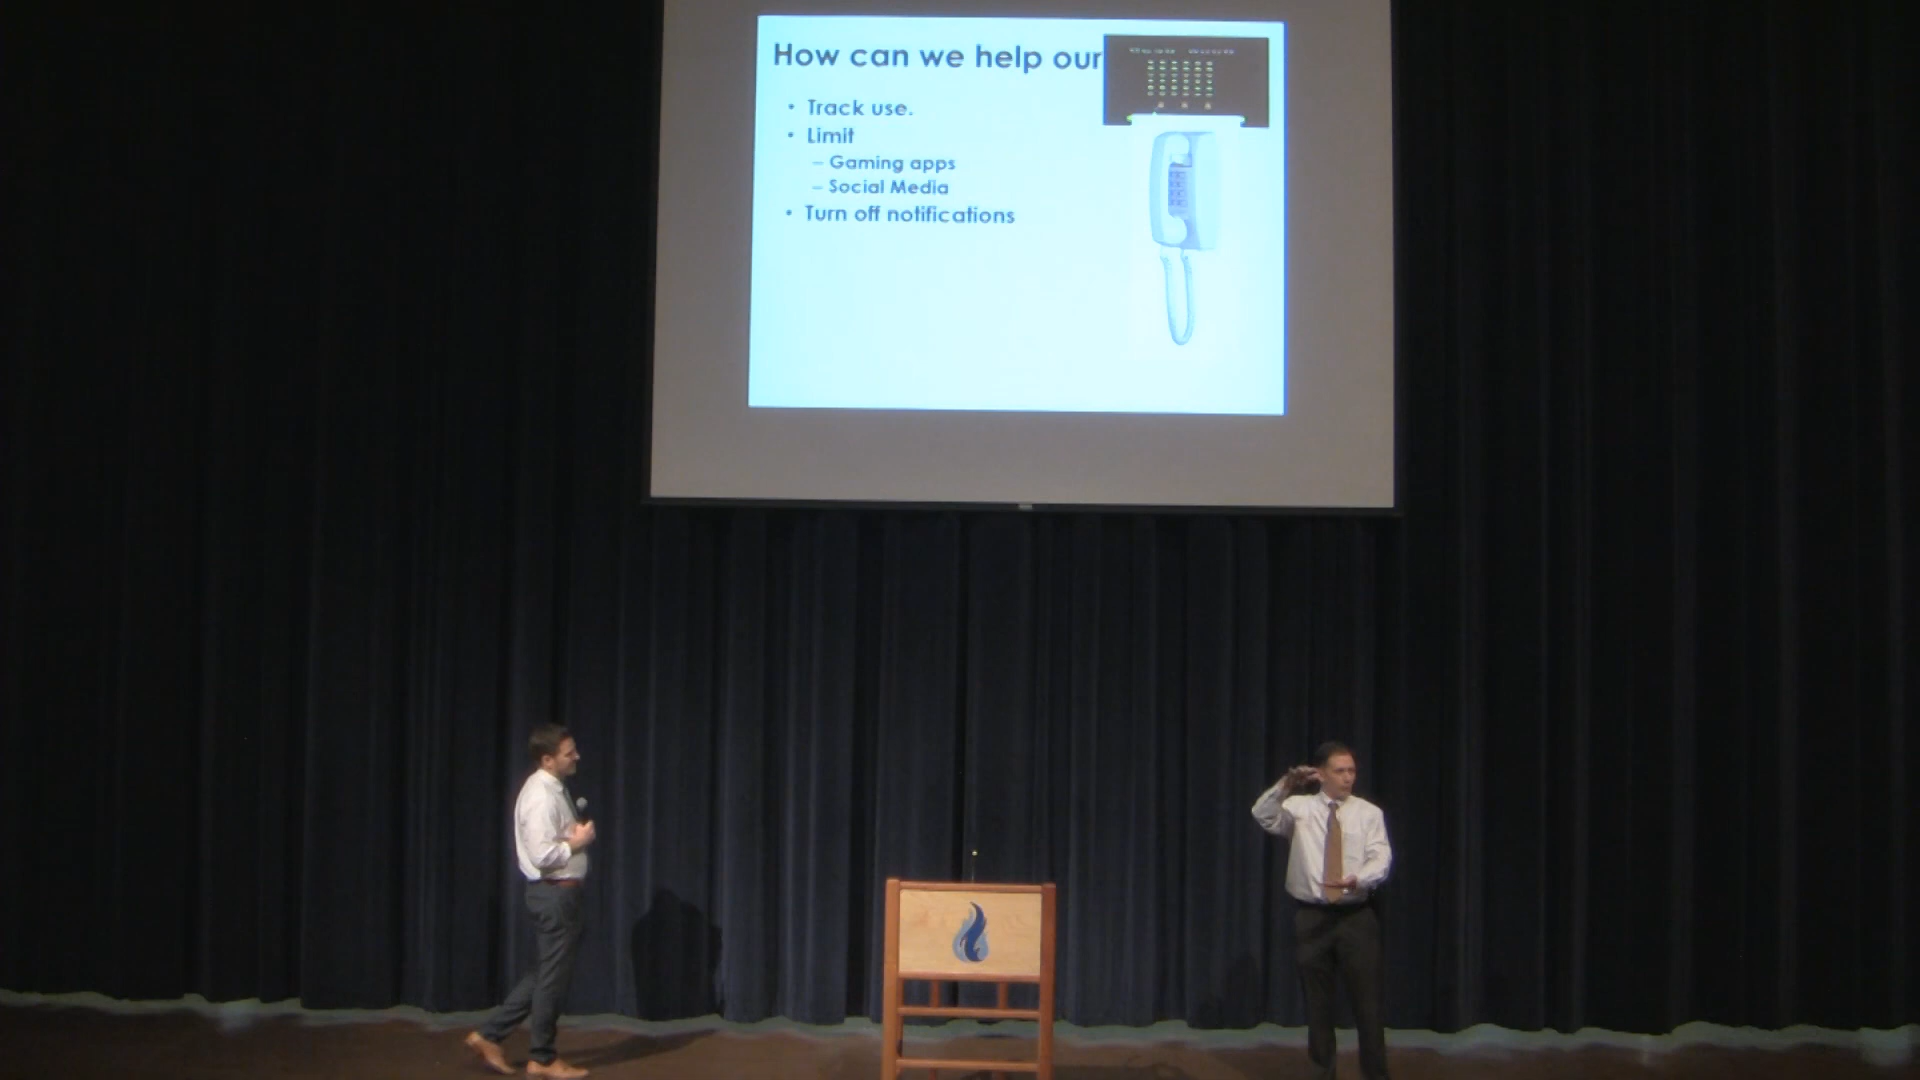 How can we help our
• Track use.
• Limit
– Gaming apps
– Social Media
• Turn off notifications